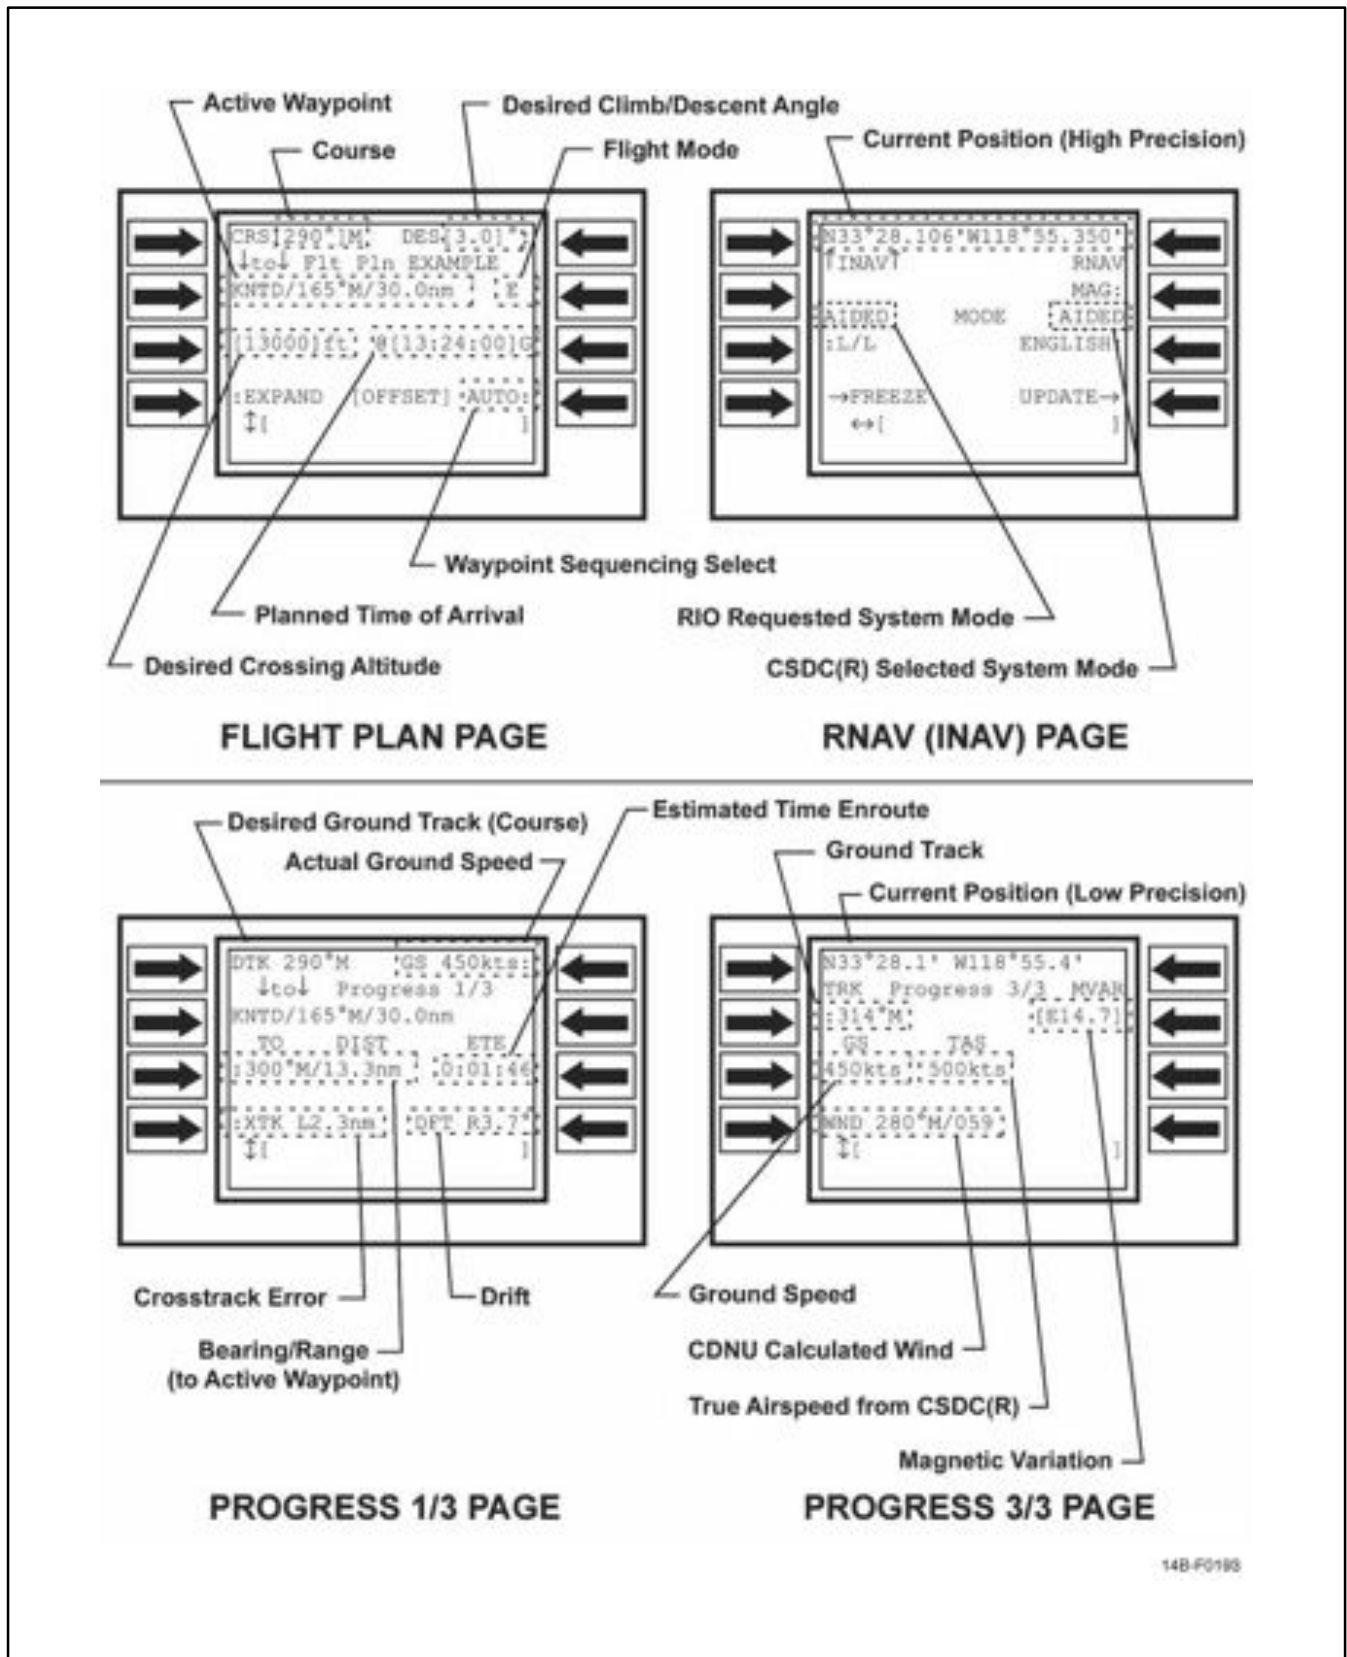 Active Waypoint
Desired Climb/Descent Angle
Course
Flight Mode
CRS[290°]M DES[3.0]°
↓to↓ Flt Pln EXAMPLE
KNTD/165°M/30.0nm :E
[13000]ft @[13:24:00]G
:EXPAND [OFFSET] AUTO:
↕[ ]
Waypoint Sequencing Select
Planned Time of Arrival
Desired Crossing Altitude
FLIGHT PLAN PAGE
Current Position (High Precision)
N33°28.106'W118°55.350'
↑INAV↑ RNAV
MAG:
AIDED MODE AIDED
:L/L ENGLISH:
→FREEZE UPDATE→
↔[ ]
RIO Requested System Mode
CSDC(R) Selected System Mode
RNAV (INAV) PAGE
Desired Ground Track (Course)
Estimated Time Enroute
Actual Ground Speed
DTK 290°M GS 450kts:
↓to↓ Progress 1/3
KNTD/165°M/30.0nm
TO DIST ETE
:300°M/13.3nm 0:01:46
:XTK L2.3nm DFT R3.7°
↕[ ]
Crosstrack Error
Drift
Bearing/Range
(to Active Waypoint)
PROGRESS 1/3 PAGE
Ground Track
Current Position (Low Precision)
N33°28.1' W118°55.4'
TRK Progress 3/3 MVAR
:314°M [E14.7]
GS TAS
450kts 500kts
WND 280°M/059
↕[ ]
Ground Speed
CDNU Calculated Wind
True Airspeed from CSDC(R)
Magnetic Variation
PROGRESS 3/3 PAGE
14B-F0193